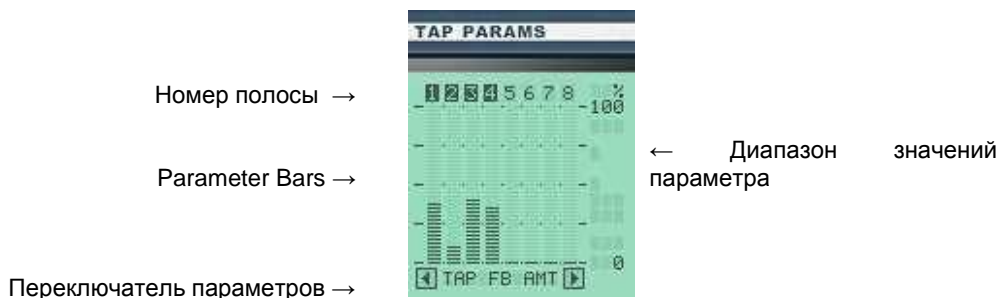 TAP PARAMS
Номер полосы →
1 2 3 4 5 6 7 8 %
100
← Диапазон значений
параметра
Parameter Bars →
0
TAP FB AMT
Переключатель параметров →